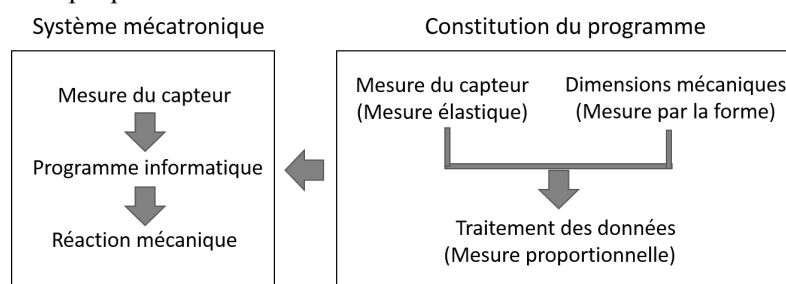 Système mécatronique
Constitution du programme
Mesure du capteur
Programme informatique
Réaction mécanique
Mesure du capteur
(Mesure élastique)
Dimensions mécaniques
(Mesure par la forme)
Traitement des données
(Mesure proportionnelle)